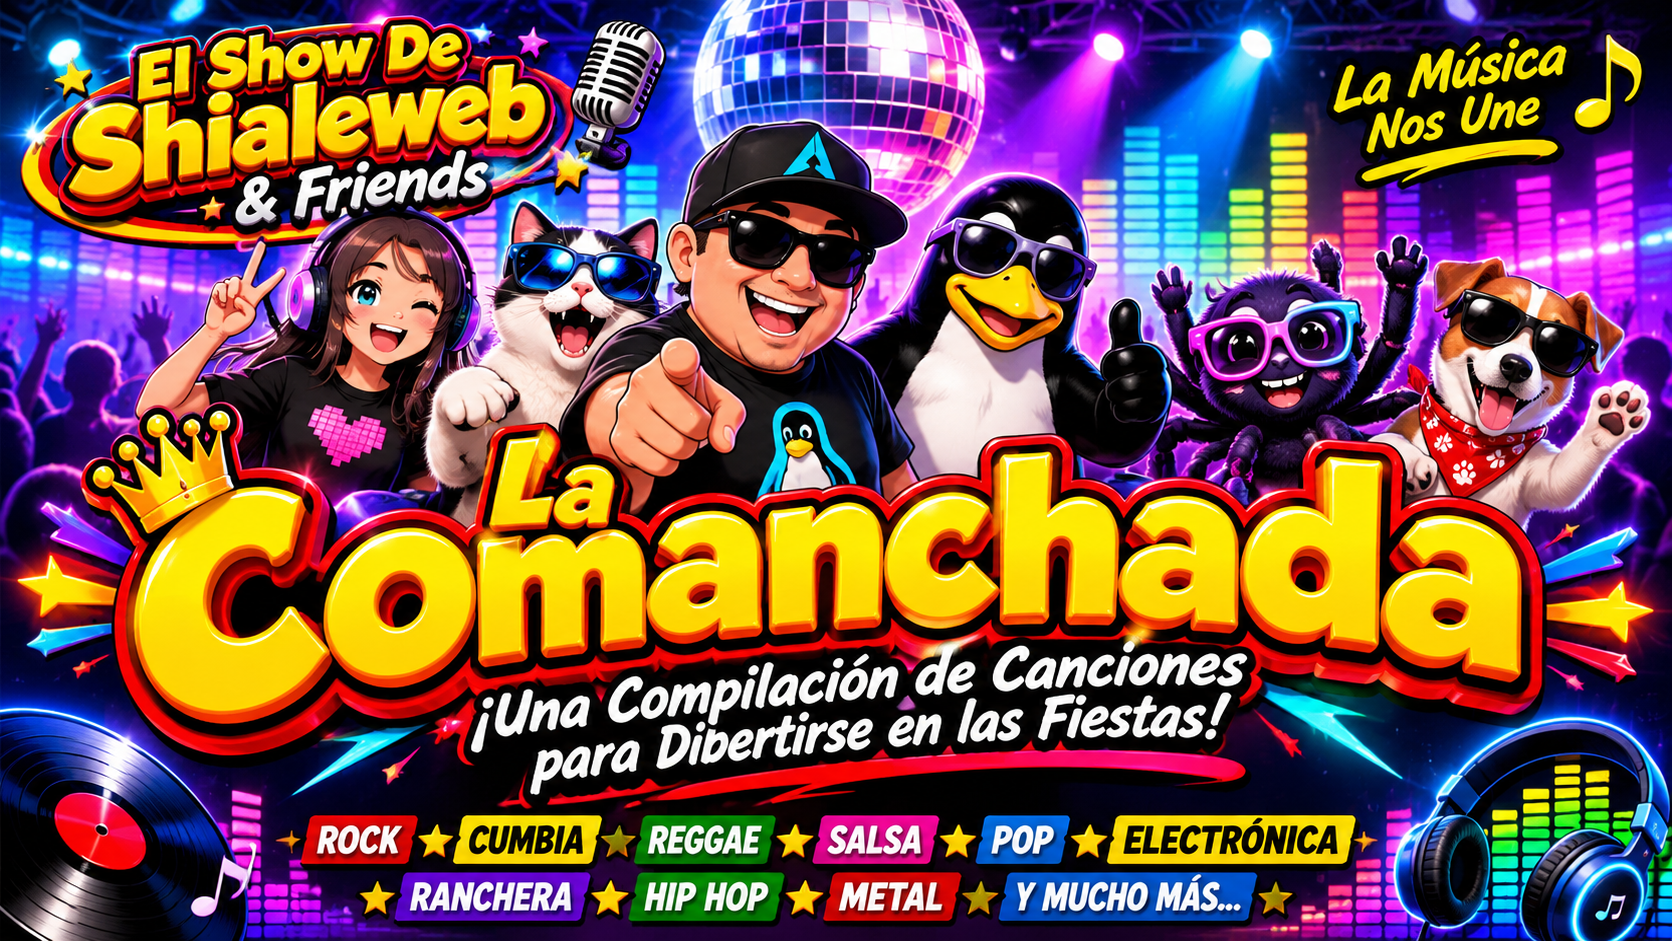 El Show De
Shialeweb
& Friends
La Música
Nos Une
La
Comanchada
¡Una Compilación de Canciones
para Dibertirse en las Fiestas!
ROCK CUMBIA REGGAE SALSA POP ELECTRÓNICA
RANCHERA HIP HOP METAL Y MUCHO MÁS...